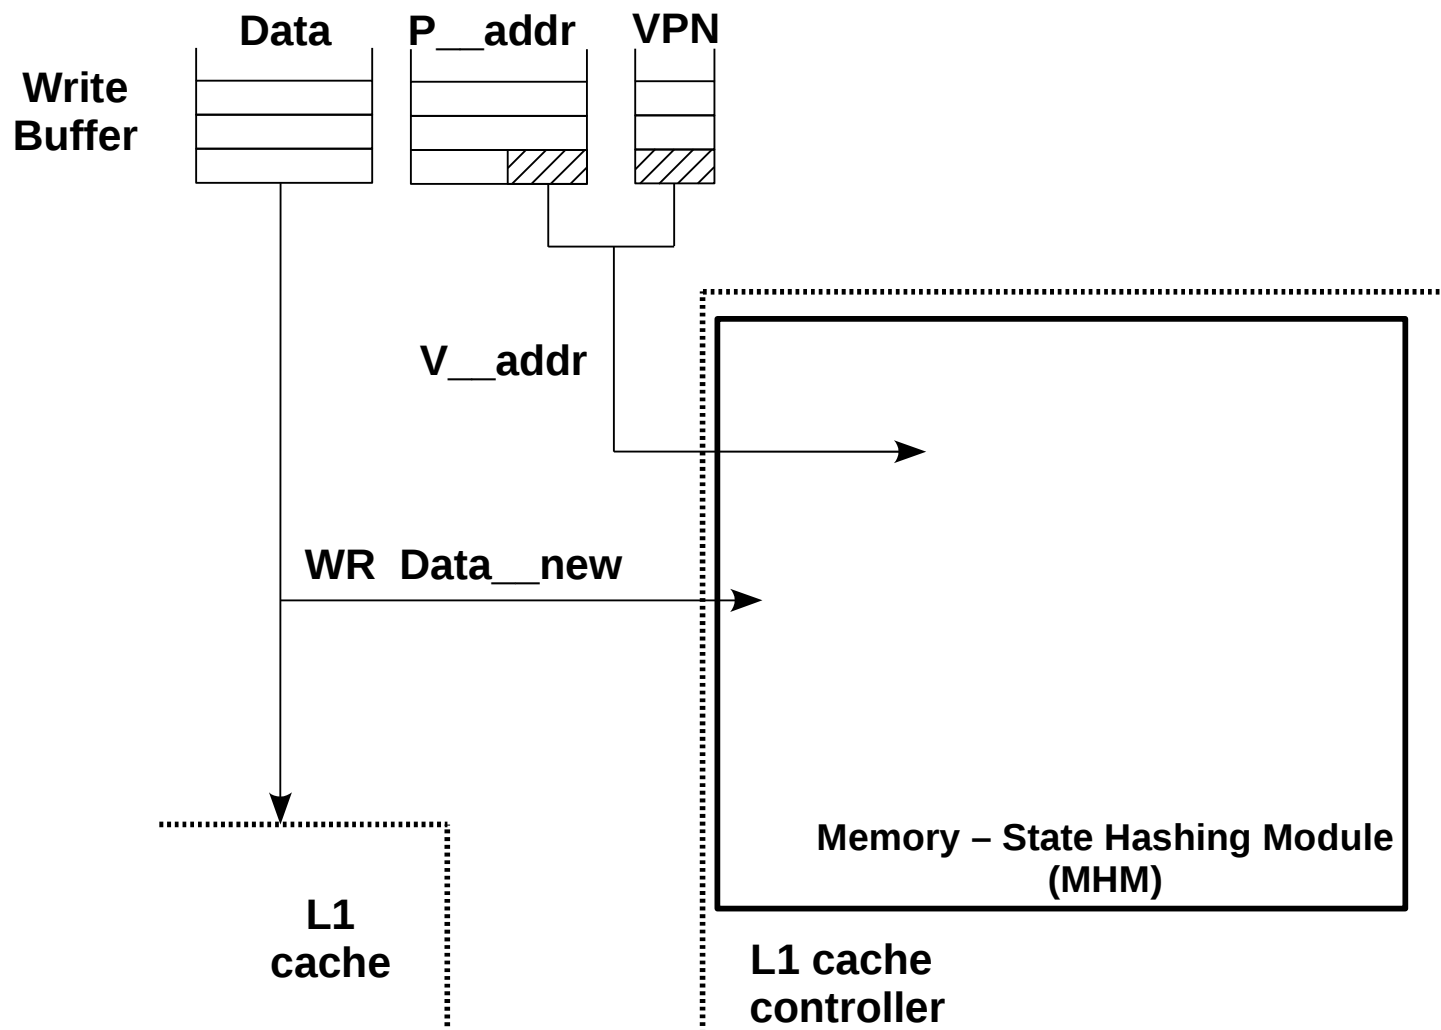 Data P__addr VPN
Write
Buffer
V__addr
WR Data__new
Memory – State Hashing Module
(MHM)
L1
cache
L1 cache
controller